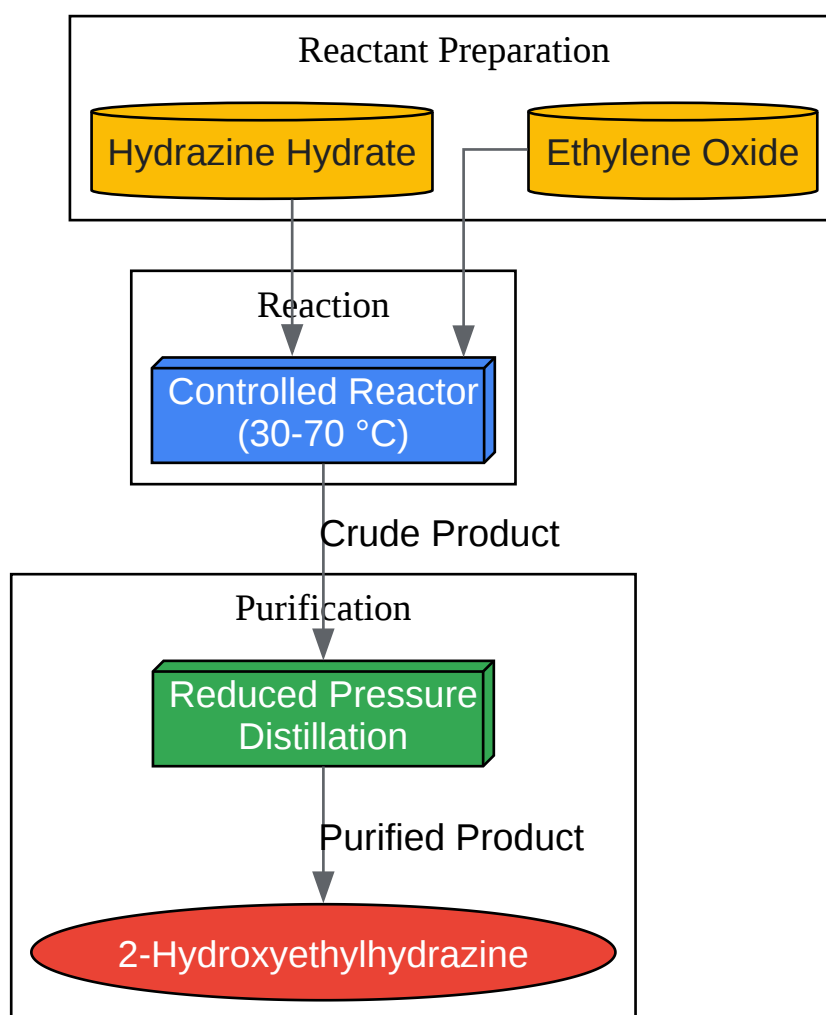 Reactant Preparation
Hydrazine Hydrate
Ethylene Oxide
Reaction
Controlled Reactor
(30-70 °C)
Crude Product
Purification
Reduced Pressure
Distillation
Purified Product
2-Hydroxyethylhydrazine